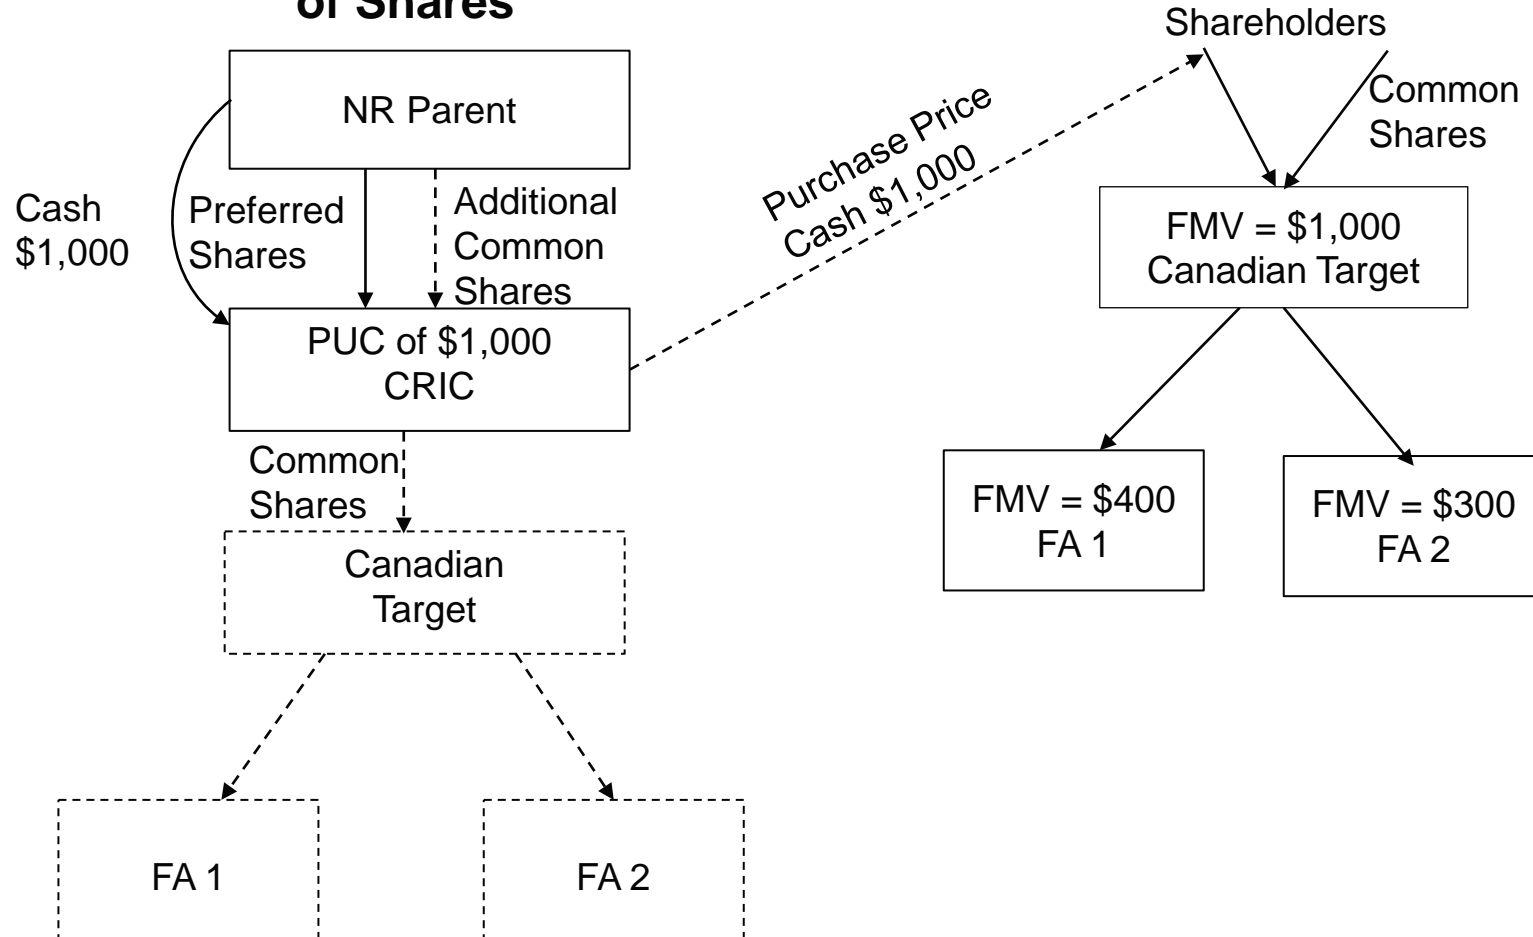 of Shares
Shareholders
NR Parent
Common
Shares
Purchase Price
Cash $1,000
Cash
$1,000
Preferred
Shares
Additional
Common
Shares
FMV = $1,000
Canadian Target
PUC of $1,000
CRIC
Common
Shares
FMV = $400
FA 1
FMV = $300
FA 2
Canadian
Target
FA 1
FA 2